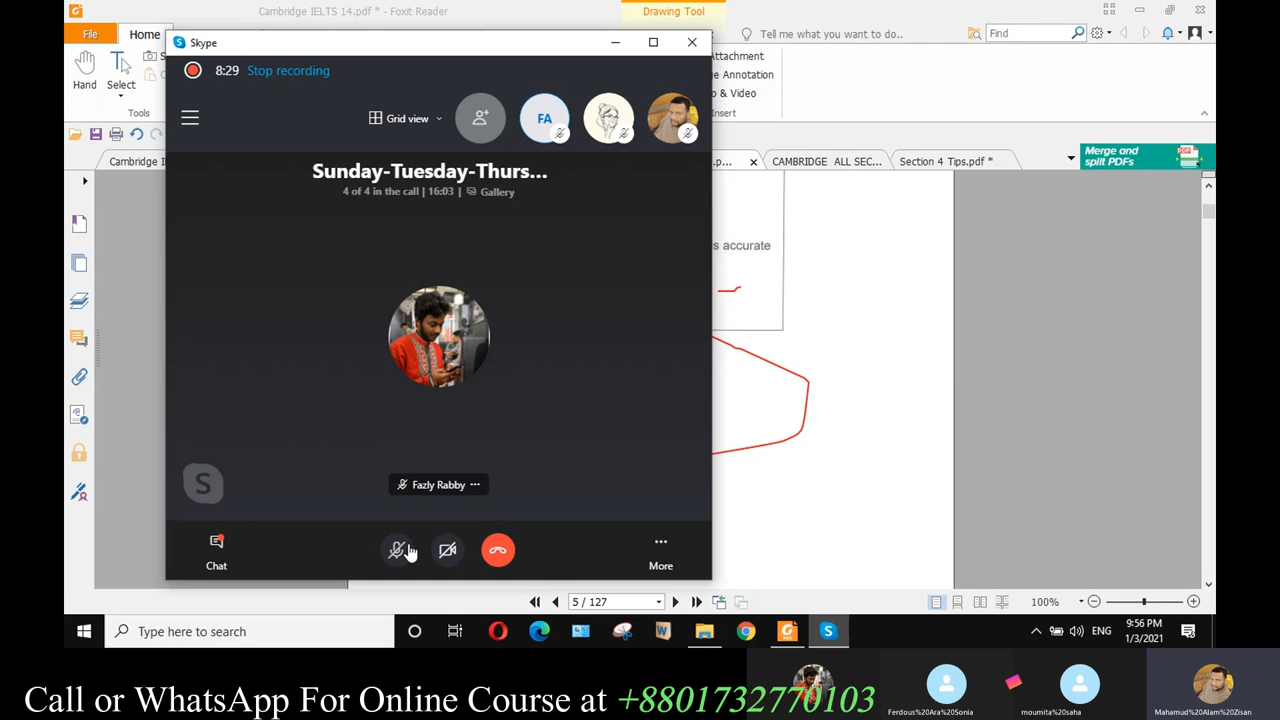 Cambridge IELTS 14.pdf * - Foxit Reader
Drawing Tool
File
Home
Tell me what you want to do..
Find
Skype
8:29 Stop recording
Hand
Select
Tools
ttachment
e Annotation
o & Video
nsert
Grid view
FA
Cambridge I
.p...
CAMBRIDGE ALL SEC...
Section 4 Tips.pdf *
Merge and
split PDFs
Sunday-Tuesday-Thurs...
4 of 4 in the call | 16:03 | Gallery
s accurate
S
Fazly Rabby
Chat
More
5 / 127
100%
Type here to search
ENG
9:56 PM
1/3/2021
Call or WhatsApp For Online Course at +8801732770103
Ferdous%20Ara%20Sonia
moumita%20saha
Mahamud%20Alam%20Zisan